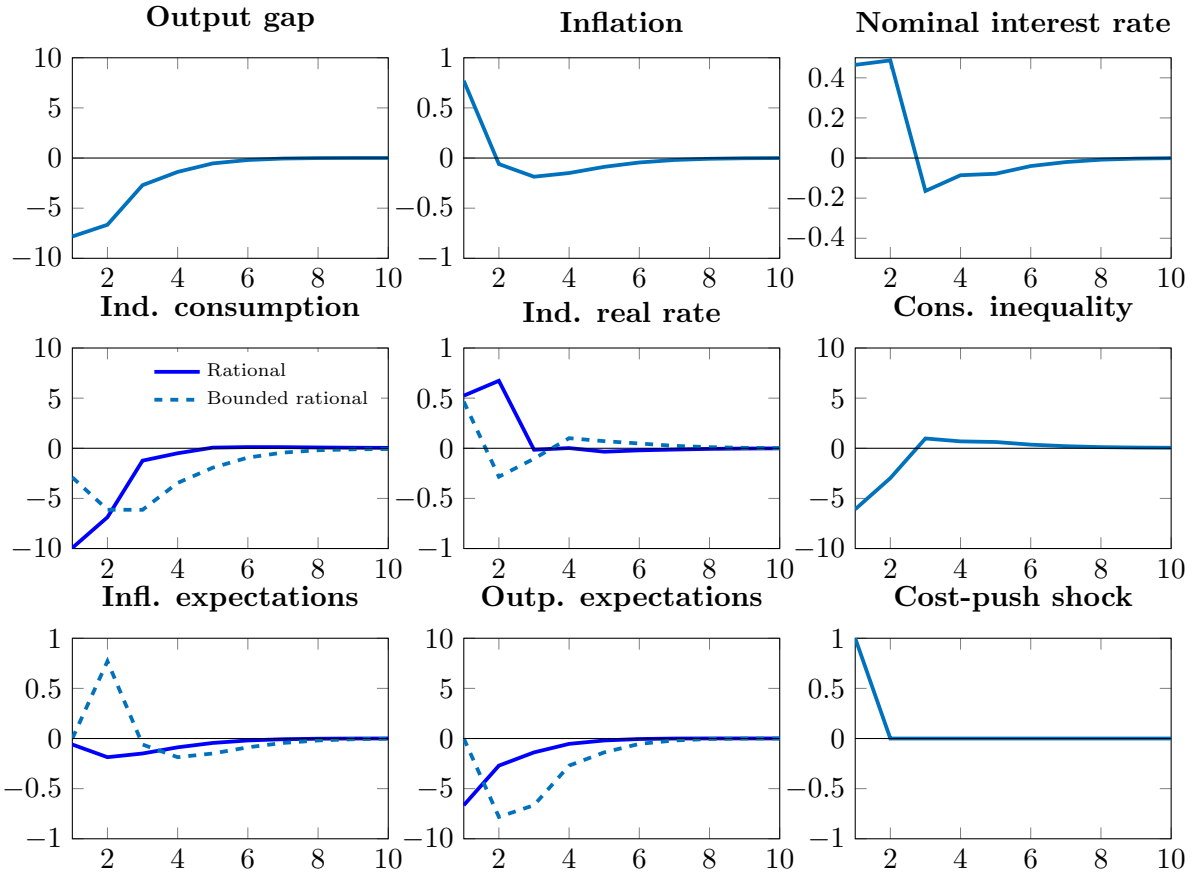 Output gap
10
5
0
−5
−10
2 4 6 8 10
Inflation
1
0.5
0
−0.5
−1
2 4 6 8 10
Nominal interest rate
0.4
0.2
0
−0.2
−0.4
2 4 6 8 10
Ind. consumption
Rational
Bounded rational
10
5
0
−5
−10
2 4 6 8 10
Ind. real rate
1
0.5
0
−0.5
−1
2 4 6 8 10
Cons. inequality
10
5
0
−5
−10
2 4 6 8 10
Infl. expectations
1
0.5
0
−0.5
−1
2 4 6 8 10
Outp. expectations
10
5
0
−5
−10
2 4 6 8 10
Cost-push shock
1
0.5
0
−0.5
−1
2 4 6 8 10